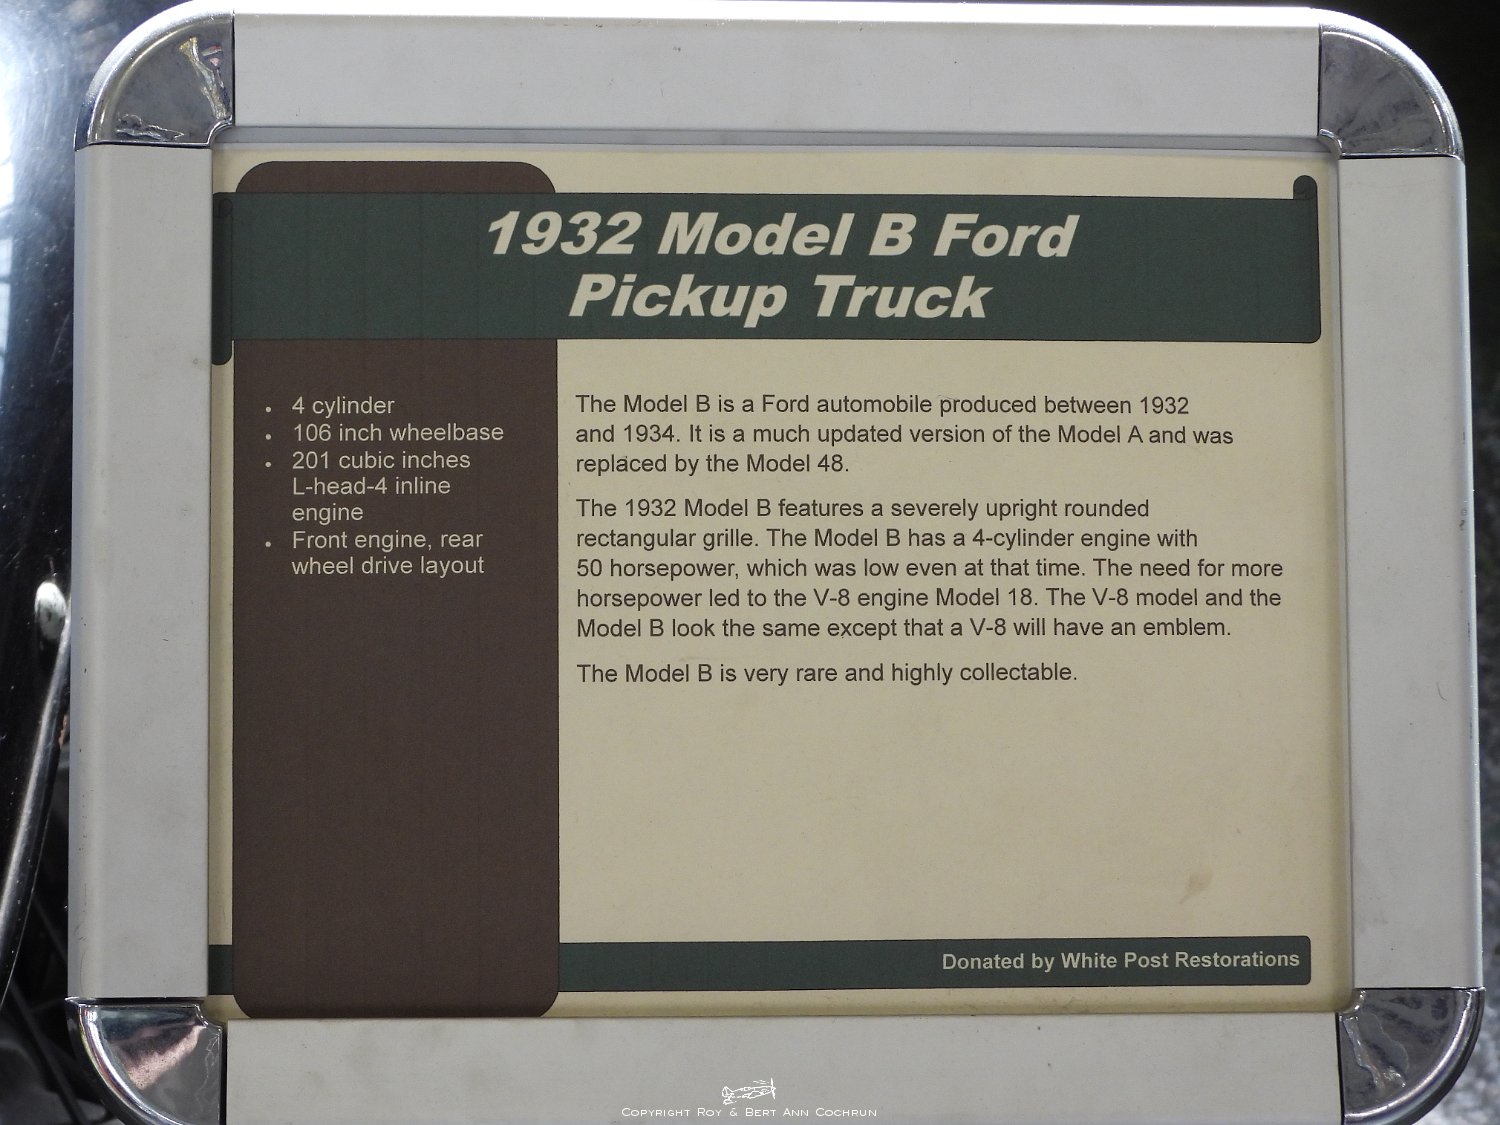 1932 Model B Ford
Pickup Truck
• 4 cylinder
• 106 inch wheelbase
• 201 cubic inches
L-head-4 inline
engine
• Front engine, rear
wheel drive layout
The Model B is a Ford automobile produced between 1932
and 1934. It is a much updated version of the Model A and was
replaced by the Model 48.
The 1932 Model B features a severely upright rounded
rectangular grille. The Model B has a 4-cylinder engine with
50 horsepower, which was low even at that time. The need for more
horsepower led to the V-8 engine Model 18. The V-8 model and the
Model B look the same except that a V-8 will have an emblem.
The Model B is very rare and highly collectable.
Donated by White Post Restorations
Copyright Roy & Bert Ann Cochrun